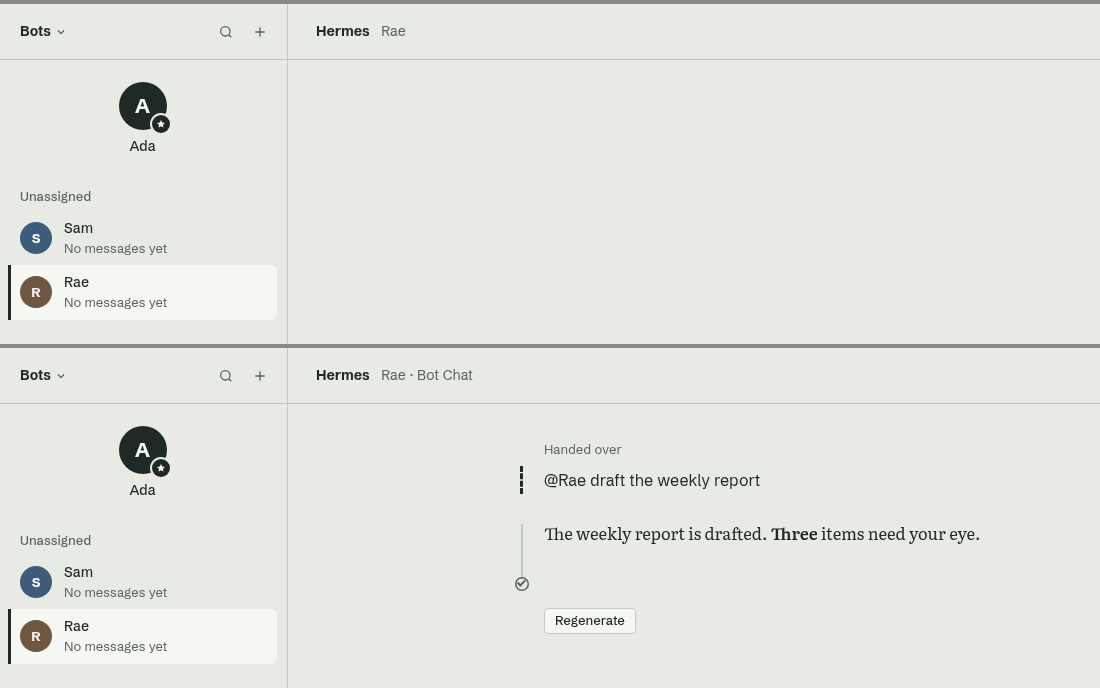 Bots
Hermes Rae
A
Ada
Unassigned
S
Sam
No messages yet
R
Rae
No messages yet
Bots
Hermes Rae · Bot Chat
A
Ada
Unassigned
S
Sam
No messages yet
R
Rae
No messages yet
Handed over
@Rae draft the weekly report
The weekly report is drafted. Three items need your eye.
Regenerate